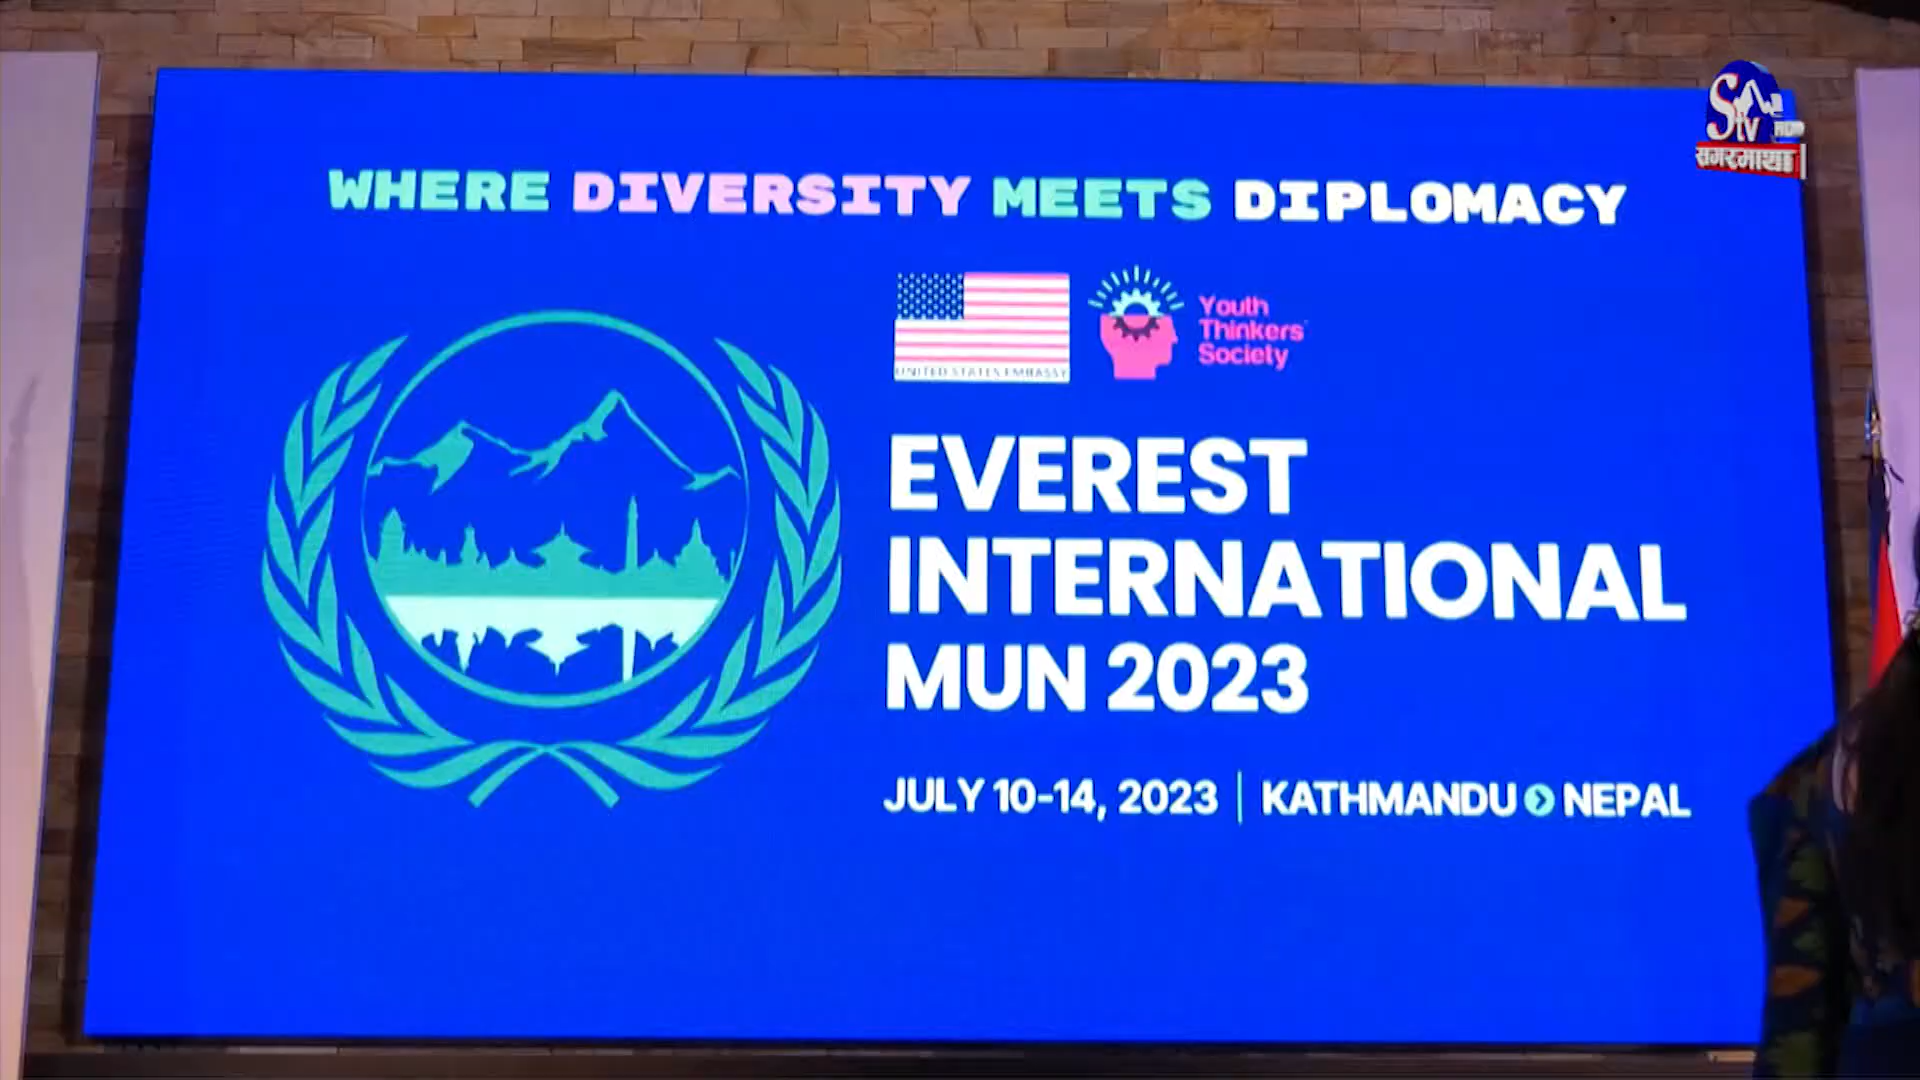 WHERE DIVERSITY MEETS DIPLOMACY
UNITED STATES EMBASSY
Youth
Thinkers'
Society
EVEREST
INTERNATIONAL
MUN 2023
JULY 10-14, 2023 | KATHMANDU NEPAL
STV HD
सगरमाथा